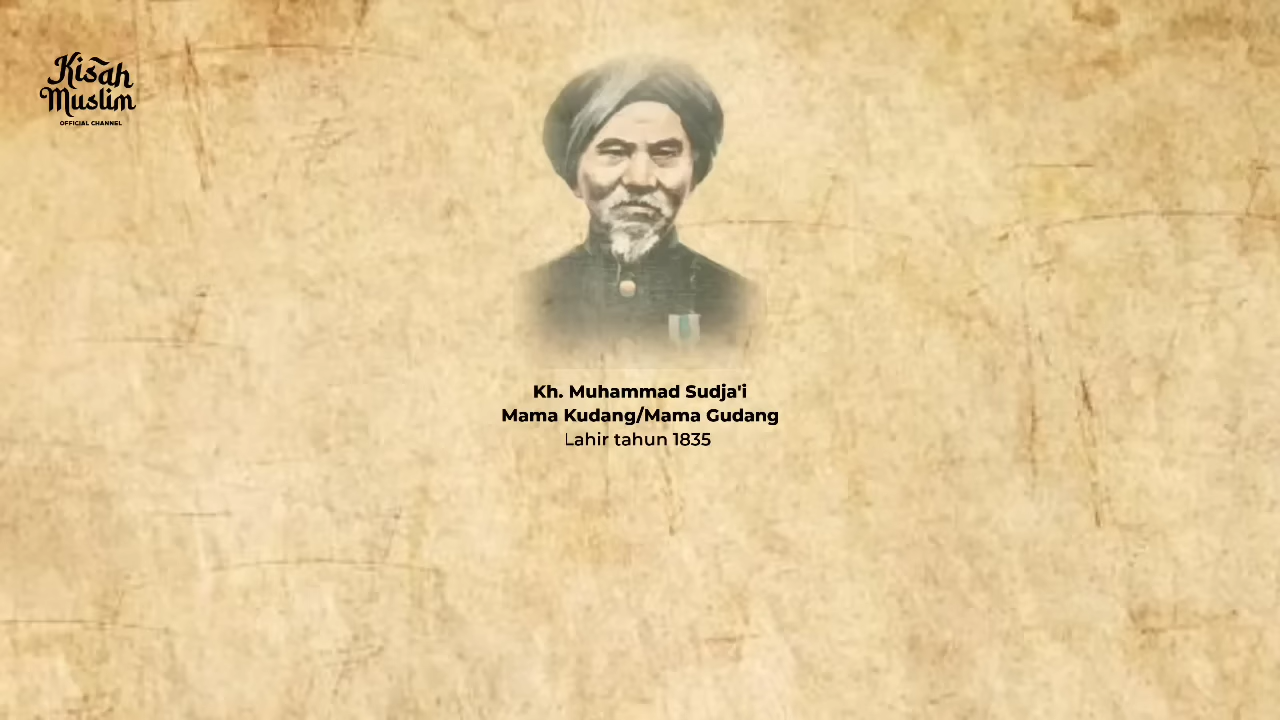 Kisah
Muslim
OFFICIAL CHANNEL
Kh. Muhammad Sudja'i
Mama Kudang/Mama Gudang
Lahir tahun 1835